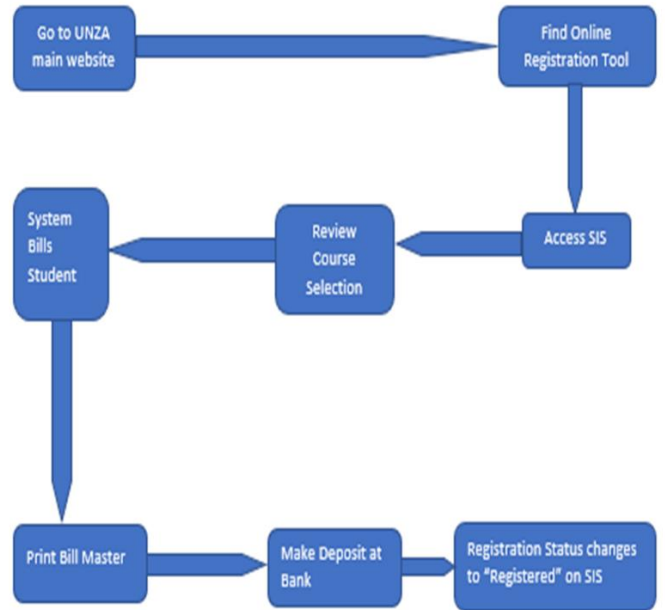 Go to UNZA
main website
Find Online
Registration Tool
Access SIS
Review
Course
Selection
System
Bills
Student
Print Bill Master
Make Deposit at
Bank
Registration Status changes
to “Registered” on SIS